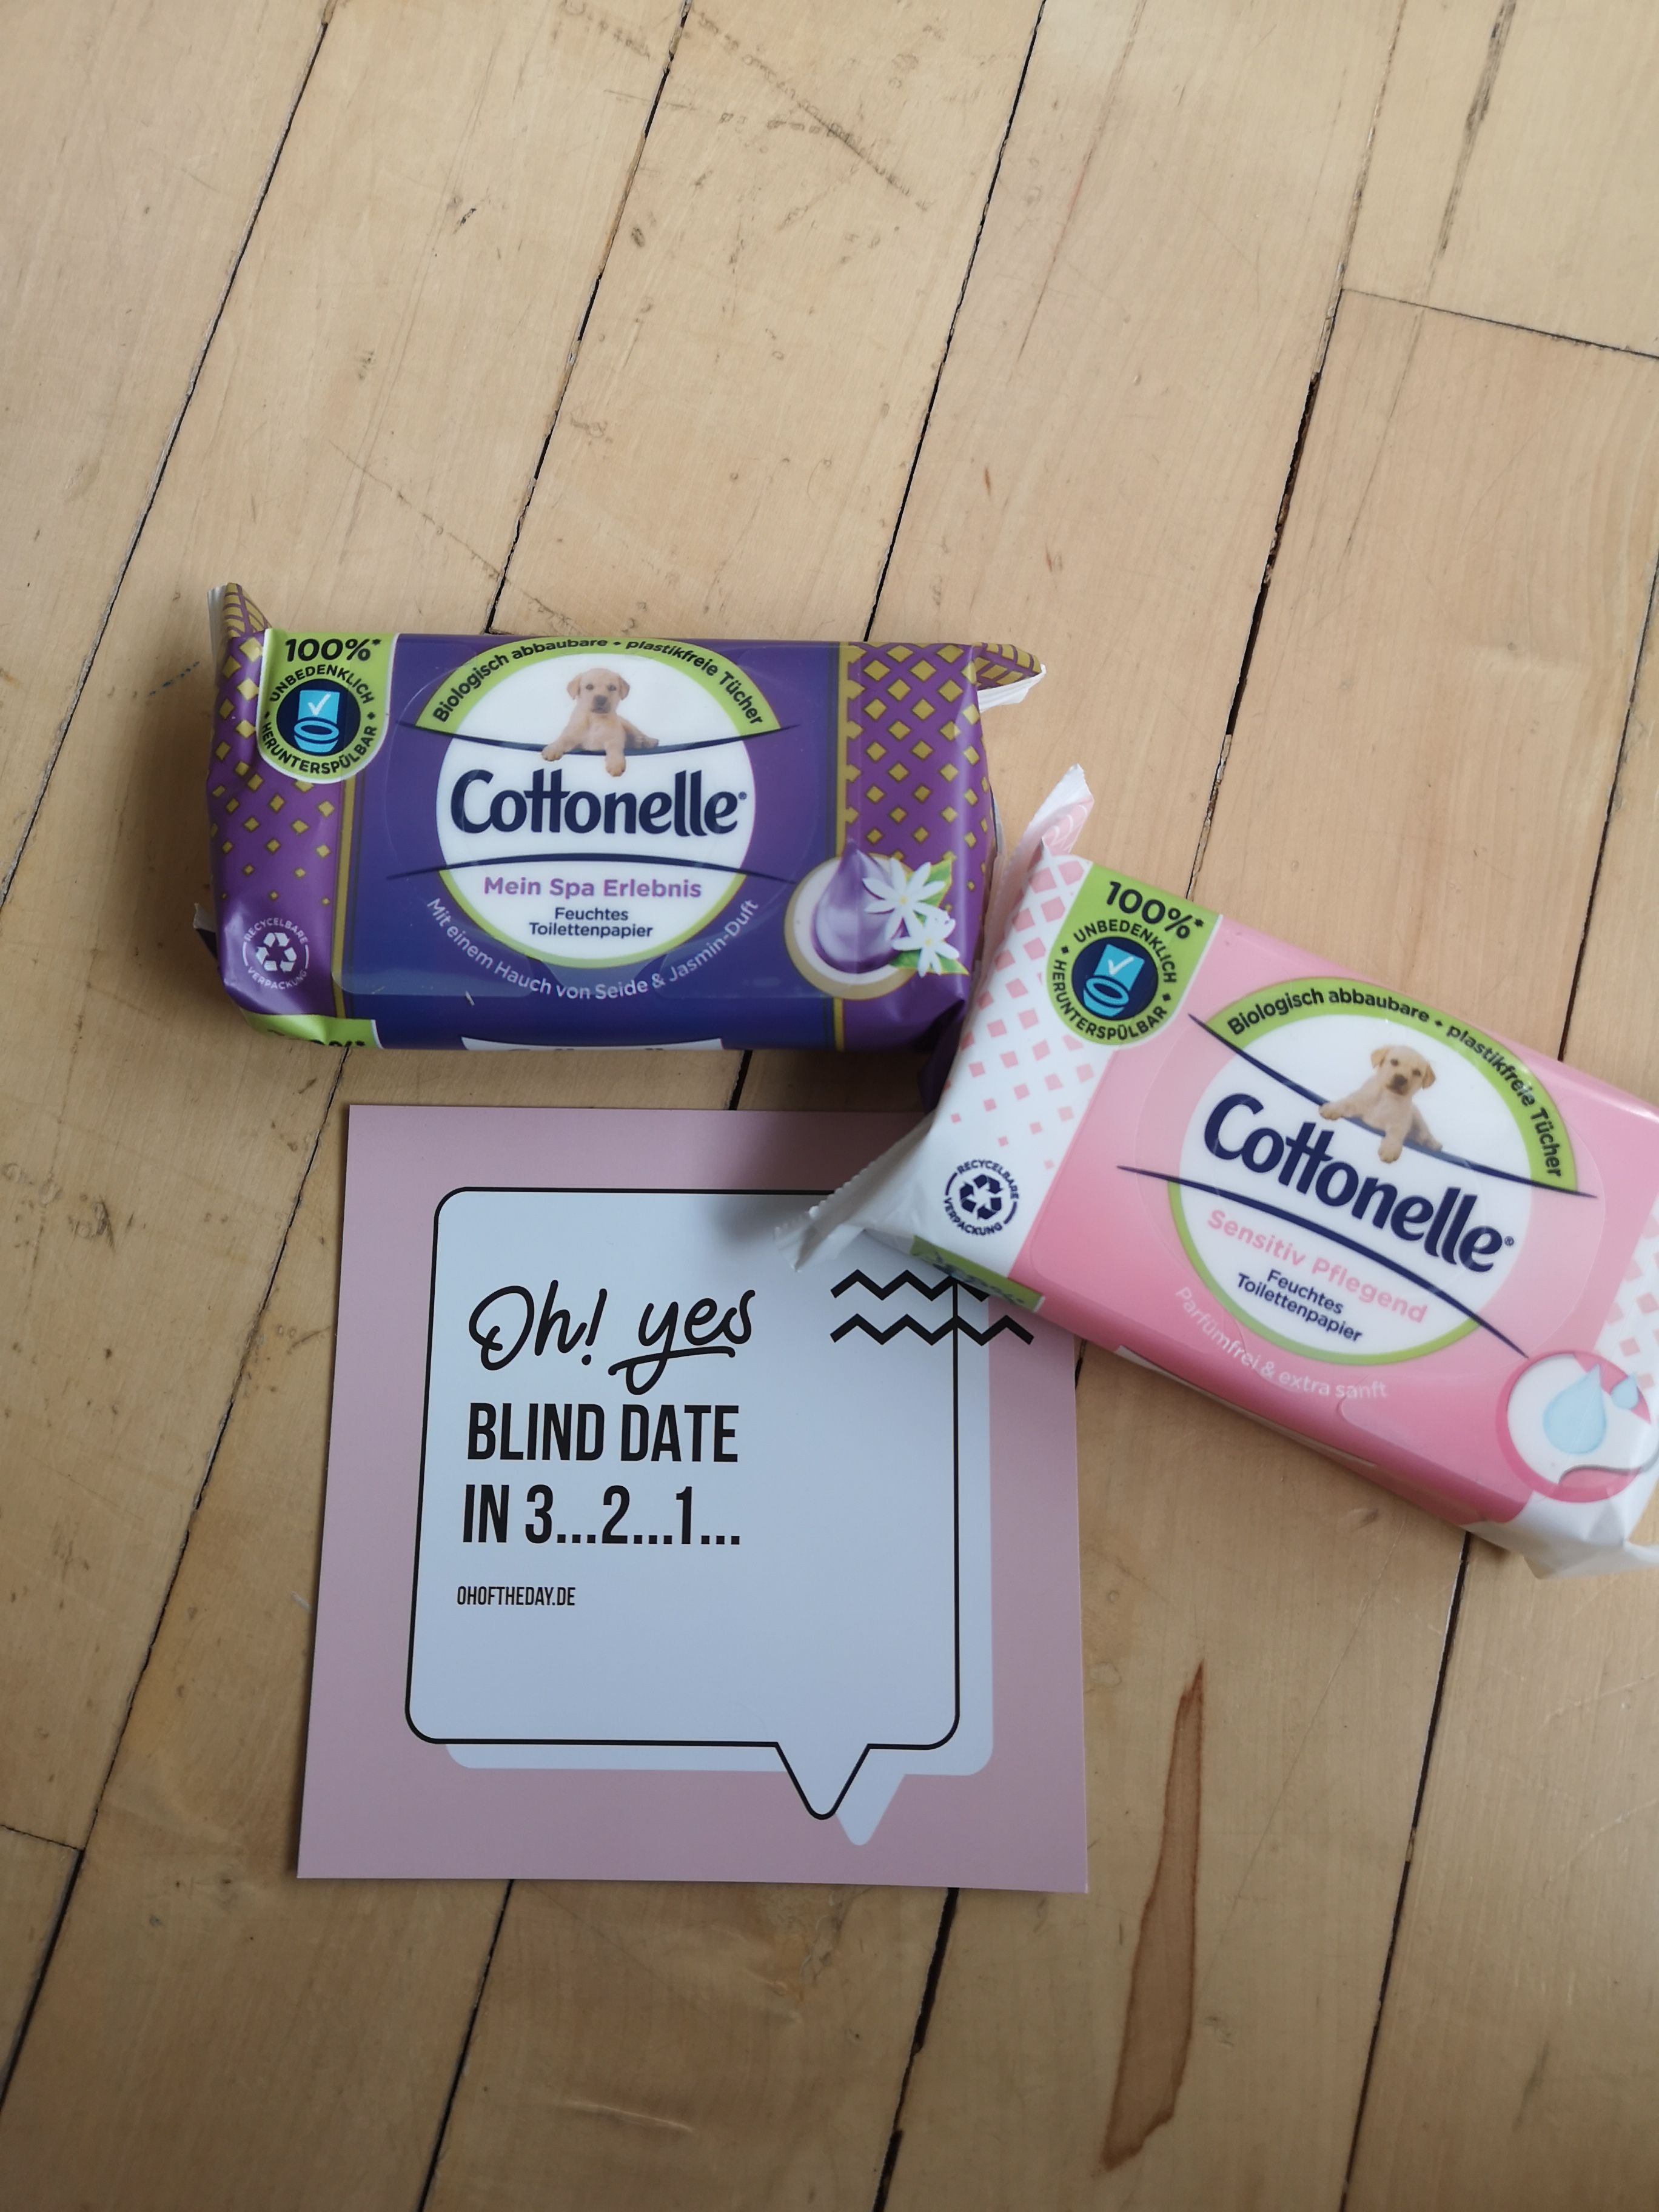 100%*
UNBEDENKLICH
HERUNTERSPÜLBAR
Biologisch abbaubare • plastikfreie Tücher
Cottonelle®
Mein Spa Erlebnis
Feuchtes
Toilettenpapier
Mit einem Hauch von Seide & Jasmin-Duft
RECYCELBARE
VERPACKUNG
100%*
UNBEDENKLICH
HERUNTERSPÜLBAR
Biologisch abbaubare • plastikfreie Tücher
Cottonelle®
Sensitiv Pflegend
Feuchtes
Toilettenpapier
Parfümfrei & extra sanft
RECYCELBARE
VERPACKUNG
Oh! yes
BLIND DATE
IN 3...2...1...
OHOFTHEDAY.DE